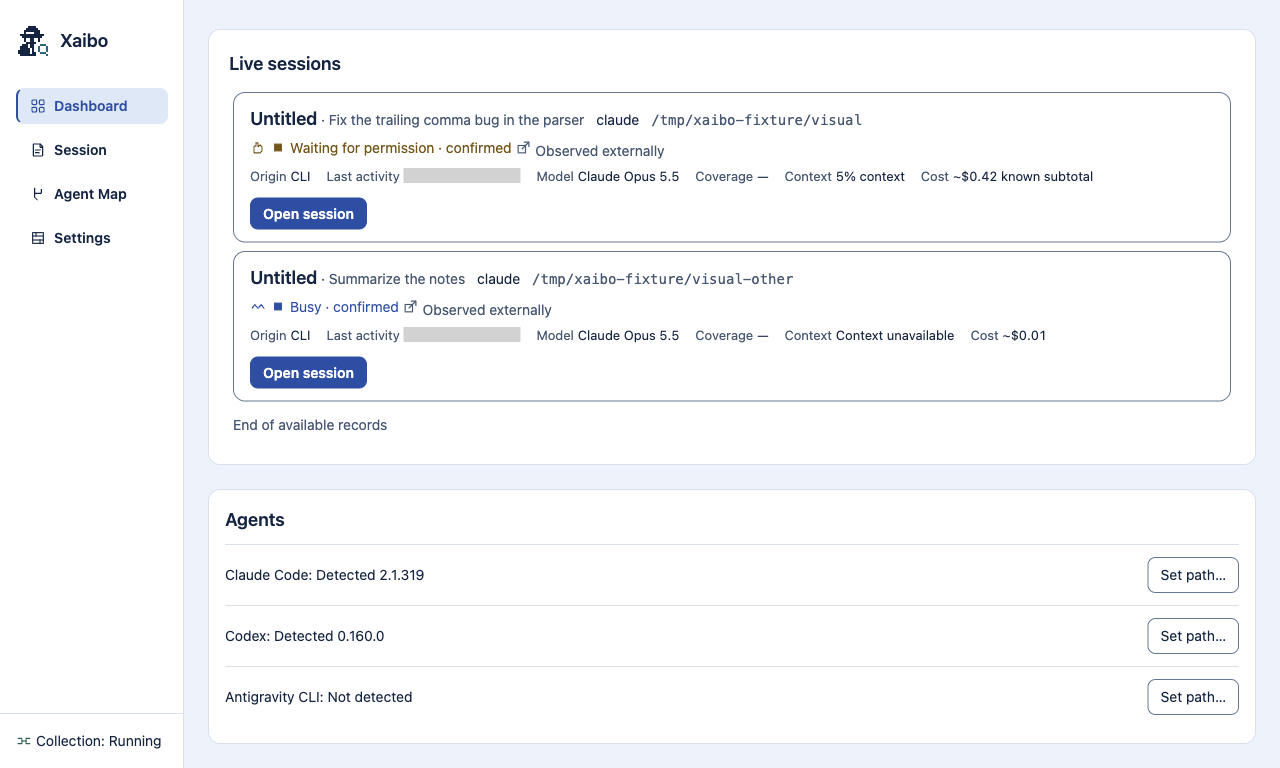 Xaibo
Dashboard
Session
Agent Map
Settings
Collection: Running
Live sessions
Untitled · Fix the trailing comma bug in the parser claude /tmp/xaibo-fixture/visual
Waiting for permission · confirmed Observed externally
Origin CLI Last activity Model Claude Opus 5.5 Coverage — Context 5% context Cost ~$0.42 known subtotal
Open session
Untitled · Summarize the notes claude /tmp/xaibo-fixture/visual-other
Busy · confirmed Observed externally
Origin CLI Last activity Model Claude Opus 5.5 Coverage — Context Context unavailable Cost ~$0.01
Open session
End of available records
Agents
Claude Code: Detected 2.1.319 Set path...
Codex: Detected 0.160.0 Set path...
Antigravity CLI: Not detected Set path...